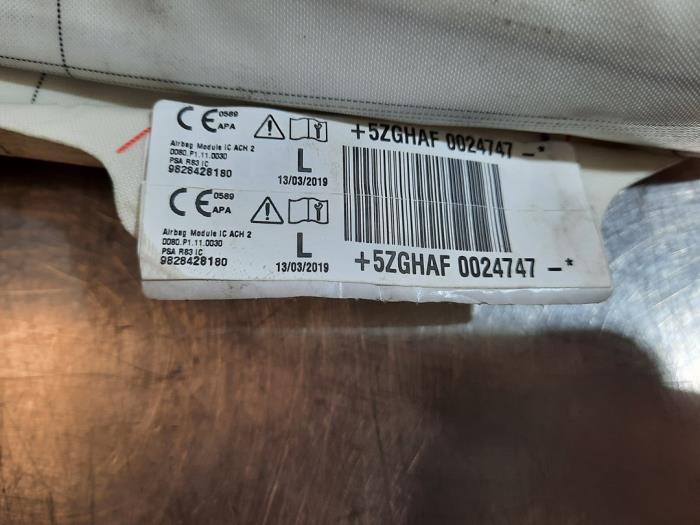 CE 0589
APA
Airbag Module IC ACH 2
0080.P1.11.0030
PSA R83 IC
9828428180
L
13/03/2019
+5ZGHAF 0024747 -*
CE 0589
APA
Airbag Module IC ACH 2
0080.P1.11.0030
PSA R83 IC
9828428180
L
13/03/2019
+5ZGHAF 0024747 -*